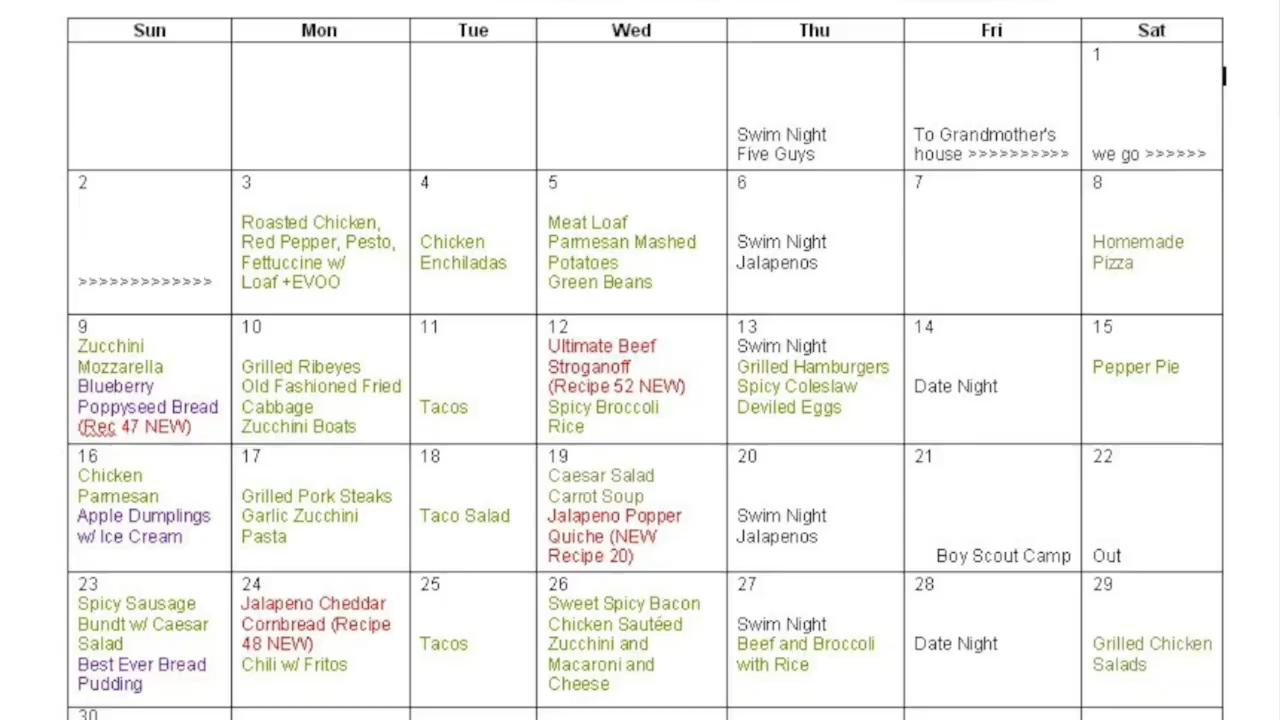 Sun
Mon
Tue
Wed
Thu
Fri
Sat
Swim Night
Five Guys
To Grandmother's
house >>>>>>>>>>
1
we go >>>>>>
2
>>>>>>>>>>>>>
3
Roasted Chicken,
Red Pepper, Pesto,
Fettuccine w/
Loaf +EVOO
4
Chicken
Enchiladas
5
Meat Loaf
Parmesan Mashed
Potatoes
Green Beans
6
Swim Night
Jalapenos
7
8
Homemade
Pizza
9
Zucchini
Mozzarella
Blueberry
Poppyseed Bread
(Rec 47 NEW)
10
Grilled Ribeyes
Old Fashioned Fried
Cabbage
Zucchini Boats
11
Tacos
12
Ultimate Beef
Stroganoff
(Recipe 52 NEW)
Spicy Broccoli
Rice
13
Swim Night
Grilled Hamburgers
Spicy Coleslaw
Deviled Eggs
14
Date Night
15
Pepper Pie
16
Chicken
Parmesan
Apple Dumplings
w/ Ice Cream
17
Grilled Pork Steaks
Garlic Zucchini
Pasta
18
Taco Salad
19
Caesar Salad
Carrot Soup
Jalapeno Popper
Quiche (NEW
Recipe 20)
20
Swim Night
Jalapenos
21
Boy Scout Camp
22
Out
23
Spicy Sausage
Bundt w/ Caesar
Salad
Best Ever Bread
Pudding
24
Jalapeno Cheddar
Cornbread (Recipe
48 NEW)
Chili w/ Fritos
25
Tacos
26
Sweet Spicy Bacon
Chicken Sautéed
Zucchini and
Macaroni and
Cheese
27
Swim Night
Beef and Broccoli
with Rice
28
Date Night
29
Grilled Chicken
Salads
30